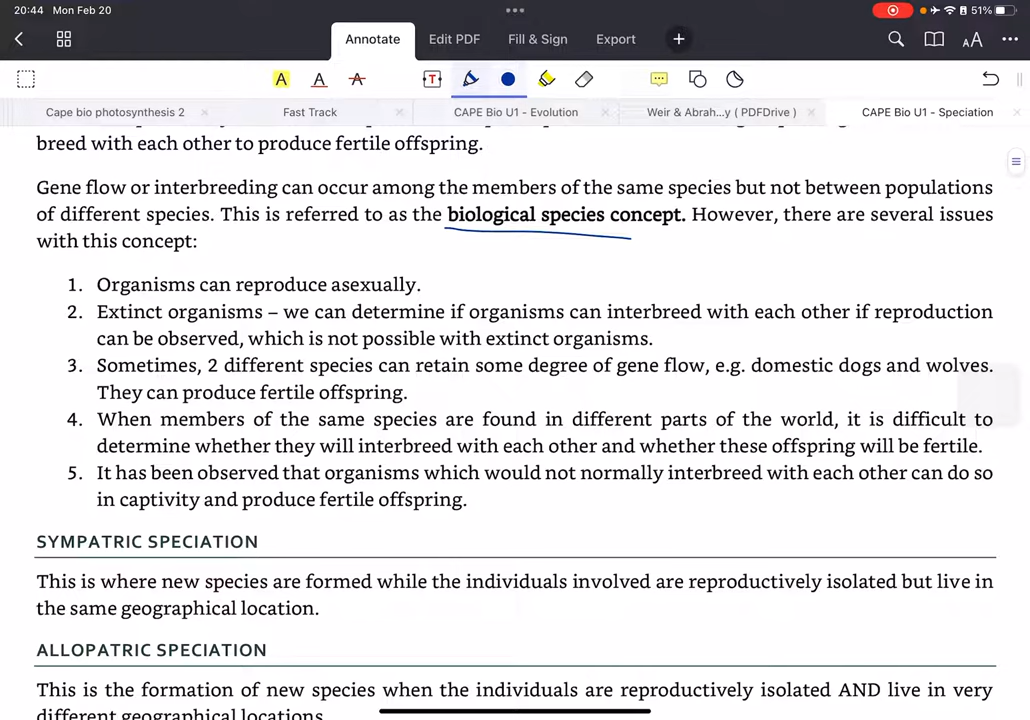 20:44 Mon Feb 20
51%
Annotate Edit PDF Fill & Sign Export
AA
A A A T
Cape bio photosynthesis 2 Fast Track CAPE Bio U1 - Evolution Weir & Abrah...y ( PDFDrive ) CAPE Bio U1 - Speciation
breed with each other to produce fertile offspring.
Gene flow or interbreeding can occur among the members of the same species but not between populations
of different species. This is referred to as the biological species concept. However, there are several issues
with this concept:
1. Organisms can reproduce asexually.
2. Extinct organisms – we can determine if organisms can interbreed with each other if reproduction
can be observed, which is not possible with extinct organisms.
3. Sometimes, 2 different species can retain some degree of gene flow, e.g. domestic dogs and wolves.
They can produce fertile offspring.
4. When members of the same species are found in different parts of the world, it is difficult to
determine whether they will interbreed with each other and whether these offspring will be fertile.
5. It has been observed that organisms which would not normally interbreed with each other can do so
in captivity and produce fertile offspring.
SYMPATRIC SPECIATION
This is where new species are formed while the individuals involved are reproductively isolated but live in
the same geographical location.
ALLOPATRIC SPECIATION
This is the formation of new species when the individuals are reproductively isolated AND live in very
different geographical locations.